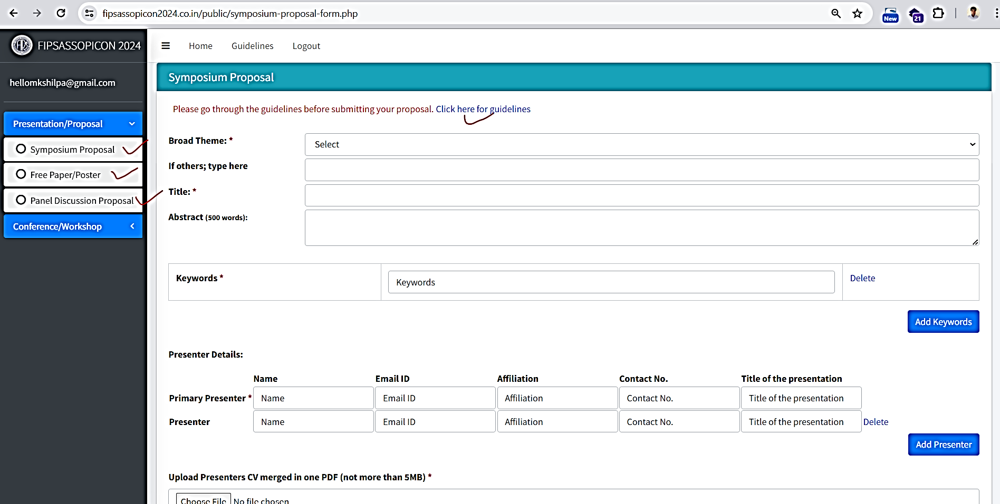 fipsassopicon2024.co.in/public/symposium-proposal-form.php
New
21
FIPSASSOPICON 2024
Home Guidelines Logout
hellomkshilpa@gmail.com
Symposium Proposal
Please go through the guidelines before submitting your proposal. Click here for guidelines
Presentation/Proposal
Symposium Proposal
Free Paper/Poster
Panel Discussion Proposal
Conference/Workshop
Broad Theme: * Select
If others; type here
Title: *
Abstract (500 words):
Keywords * Keywords Delete
Add Keywords
Presenter Details:
Name Email ID Affiliation Contact No. Title of the presentation
Primary Presenter * Name Email ID Affiliation Contact No. Title of the presentation
Presenter Name Email ID Affiliation Contact No. Title of the presentation Delete
Add Presenter
Upload Presenters CV merged in one PDF (not more than 5MB) *
Choose File No file chosen